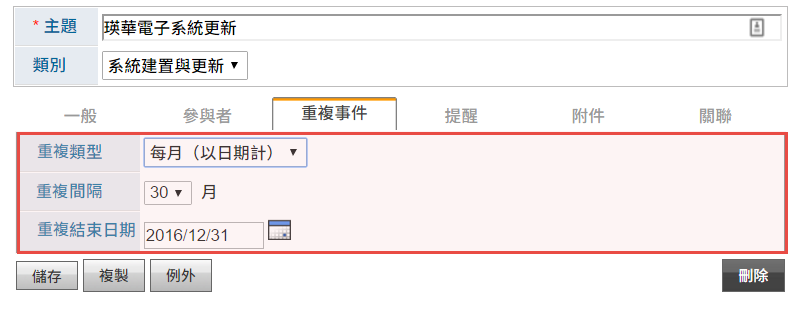 * 主題 瑛華電子系統更新
類別 系統建置與更新
一般 參與者 重複事件 提醒 附件 關聯
重複類型 每月（以日期計）
重複間隔 30 月
重複結束日期 2016/12/31
儲存 複製 例外 刪除